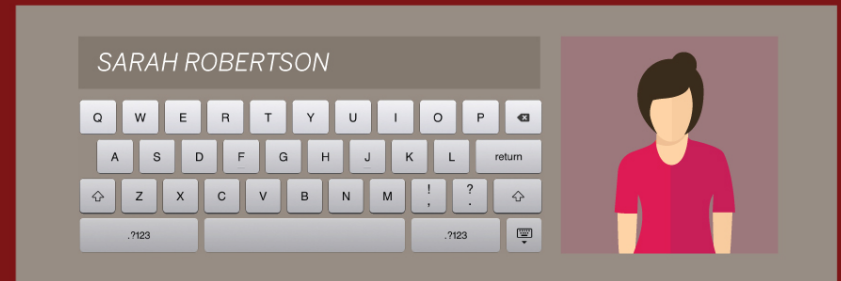 SARAH ROBERTSON
Q W E R T Y U I O P
A S D F G H J K L return
Z X C V B N M ! , ? .
.?123 .?123